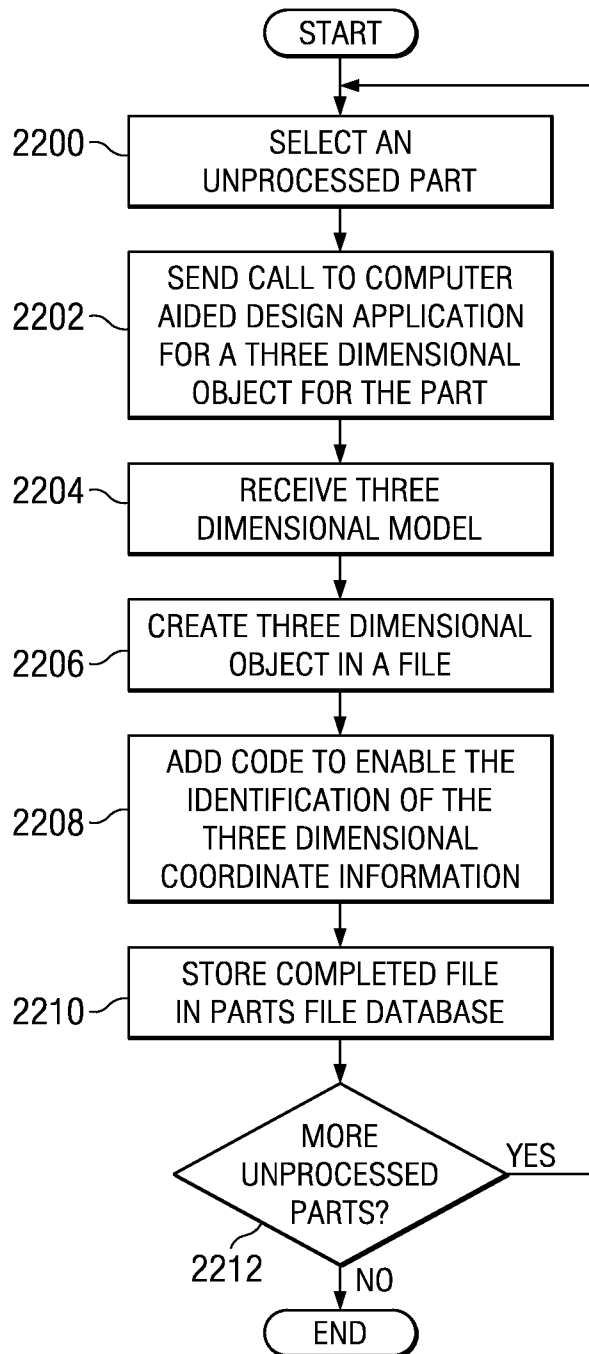 START
2200
SELECT AN
UNPROCESSED PART
2202
SEND CALL TO COMPUTER
AIDED DESIGN APPLICATION
FOR A THREE DIMENSIONAL
OBJECT FOR THE PART
2204
RECEIVE THREE
DIMENSIONAL MODEL
2206
CREATE THREE DIMENSIONAL
OBJECT IN A FILE
2208
ADD CODE TO ENABLE THE
IDENTIFICATION OF THE
THREE DIMENSIONAL
COORDINATE INFORMATION
2210
STORE COMPLETED FILE
IN PARTS FILE DATABASE
MORE
UNPROCESSED
PARTS?
YES
2212
NO
END